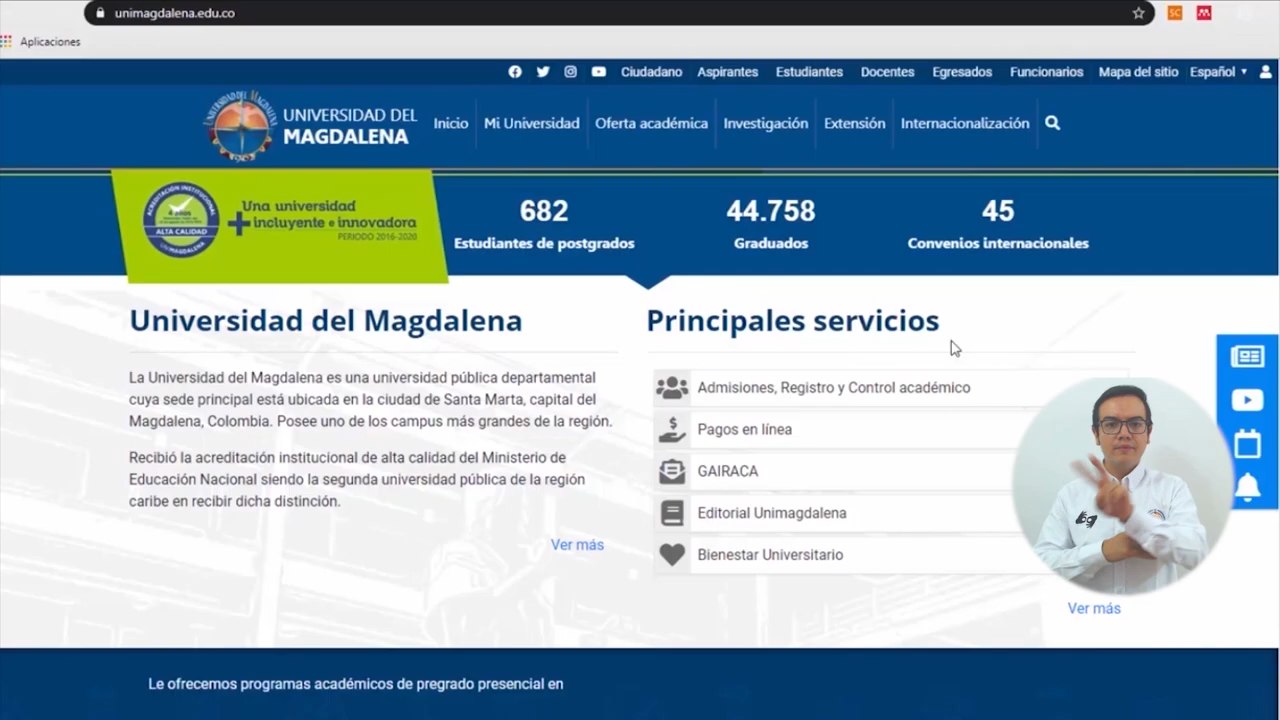 unimagdalena.edu.co
SC
Aplicaciones
Ciudadano Aspirantes Estudiantes Docentes Egresados Funcionarios Mapa del sitio Español
UNIVERSIDAD DEL
MAGDALENA
Inicio Mi Universidad Oferta académica Investigación Extensión Internacionalización
ACREDITACIÓN INSTITUCIONAL
4 años
ALTA CALIDAD
UNIMAGDALENA
Una universidad
+incluyente e innovadora
PERIODO 2016-2020
682
Estudiantes de postgrados
44.758
Graduados
45
Convenios internacionales
Universidad del Magdalena
La Universidad del Magdalena es una universidad pública departamental
cuya sede principal está ubicada en la ciudad de Santa Marta, capital del
Magdalena, Colombia. Posee uno de los campus más grandes de la región.
Recibió la acreditación institucional de alta calidad del Ministerio de
Educación Nacional siendo la segunda universidad pública de la región
caribe en recibir dicha distinción.
Ver más
Principales servicios
Admisiones, Registro y Control académico
Pagos en línea
GAIRACA
Editorial Unimagdalena
Bienestar Universitario
Ver más
Le ofrecemos programas académicos de pregrado presencial en